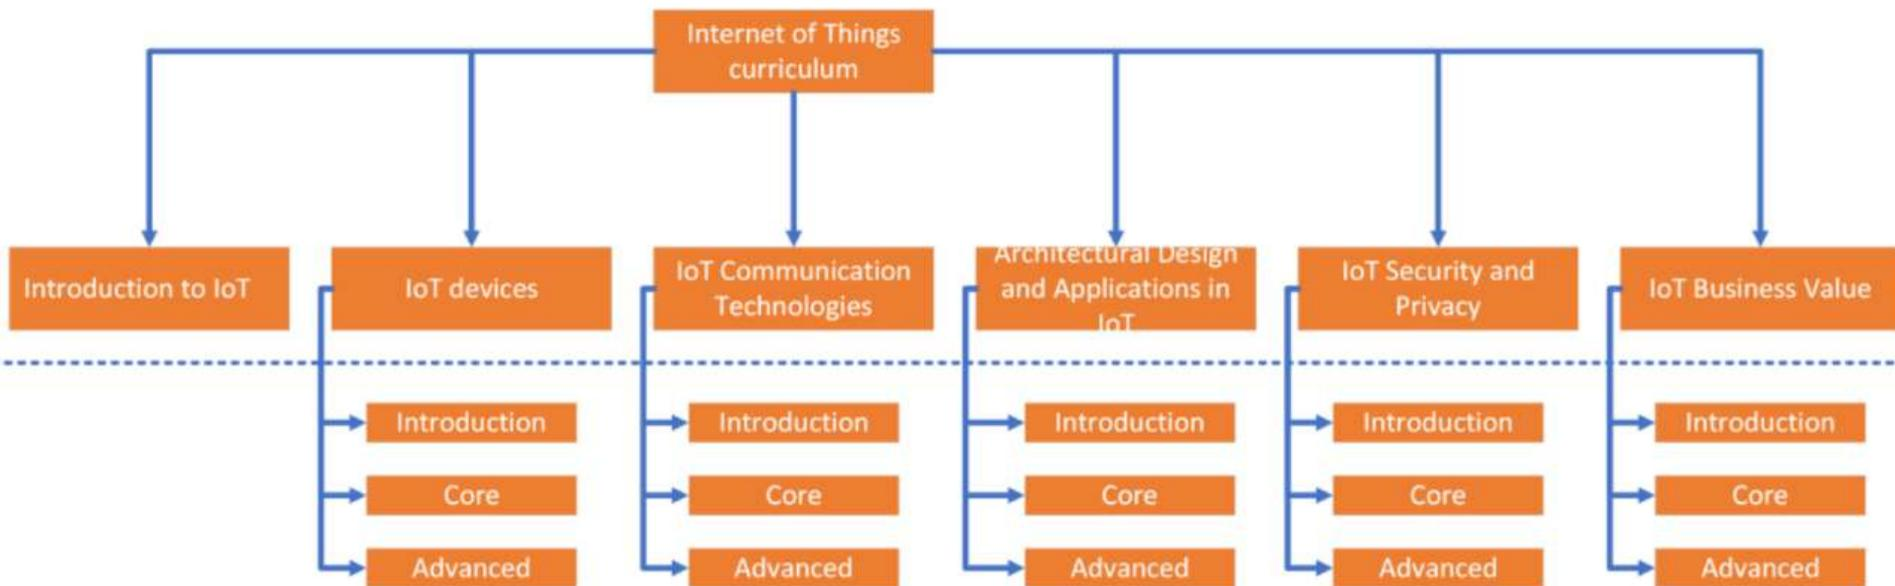 Internet of Things
curriculum
Introduction to IoT
IoT devices
IoT Communication
Technologies
Architectural Design
and Applications in
IoT
IoT Security and
Privacy
IoT Business Value
Introduction
Introduction
Introduction
Introduction
Introduction
Core
Core
Core
Core
Core
Advanced
Advanced
Advanced
Advanced
Advanced